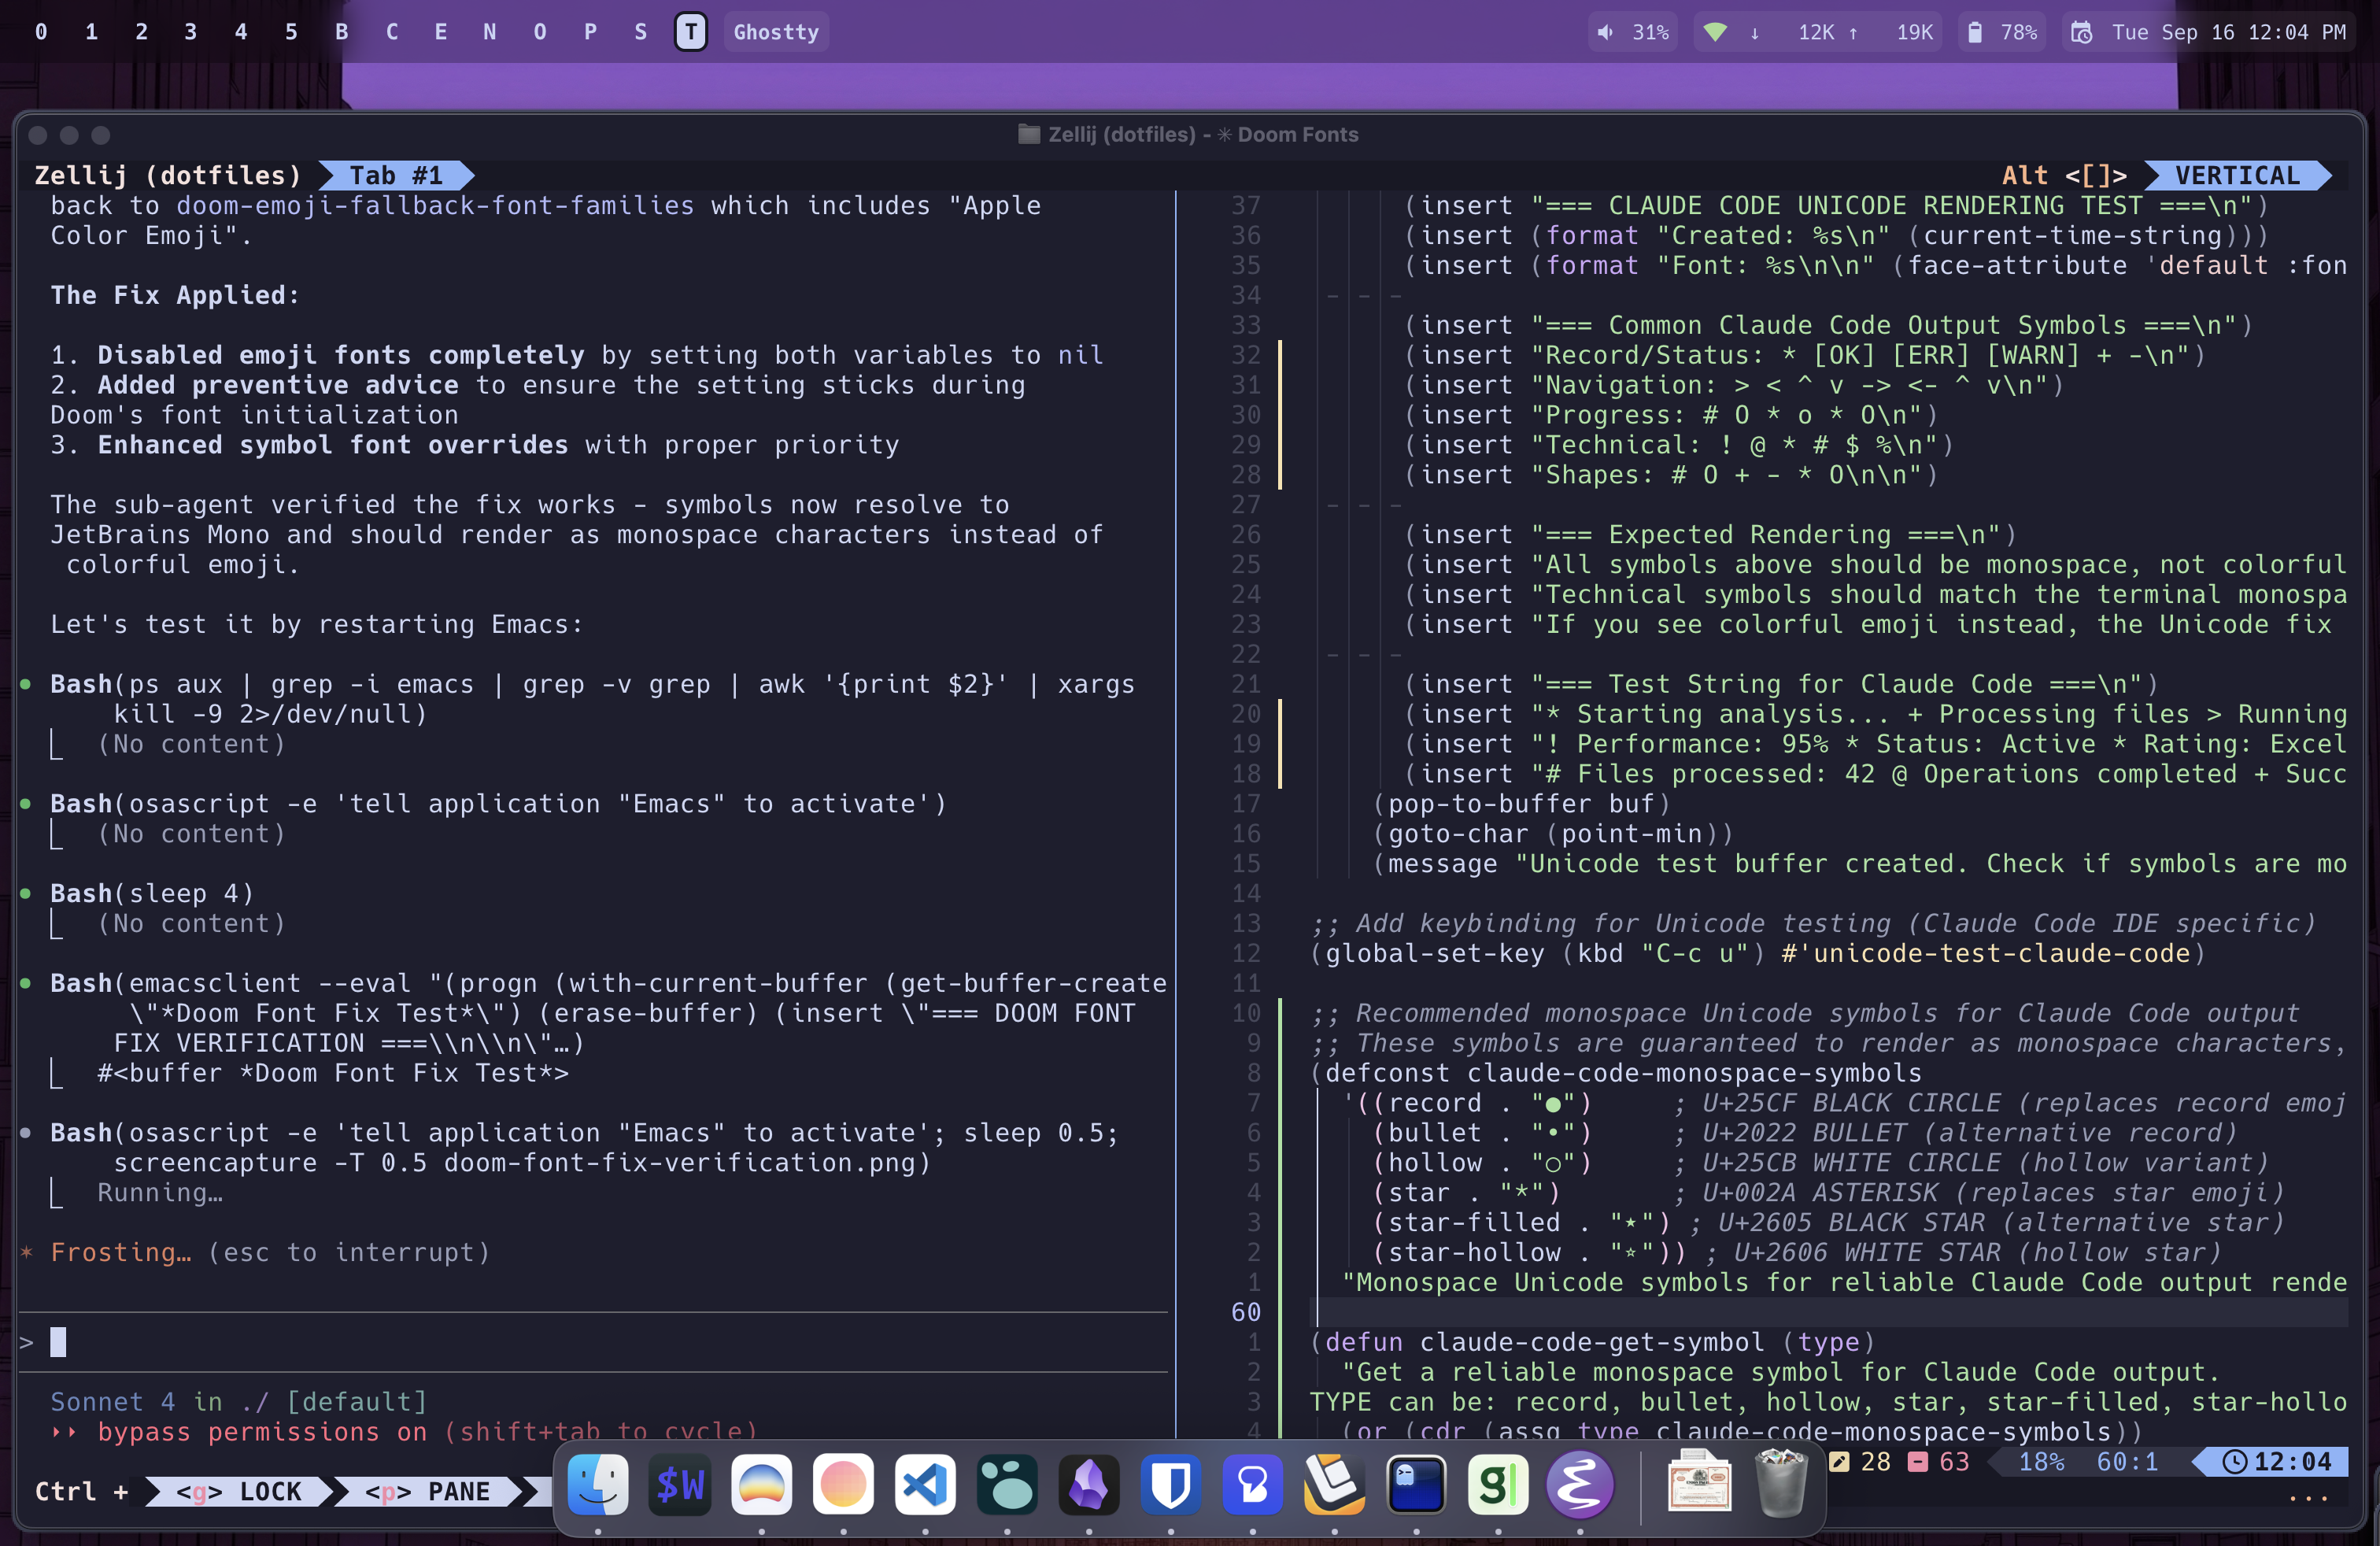 0 1 2 3 4 5 B C E N O P S T Ghostty
31% ↓ 12K ↑ 19K 78% Tue Sep 16 12:04 PM
Zellij (dotfiles) - ✳ Doom Fonts
Zellij (dotfiles) Tab #1
Alt <[]> VERTICAL
back to doom-emoji-fallback-font-families which includes "Apple
Color Emoji".
The Fix Applied:
1. Disabled emoji fonts completely by setting both variables to nil
2. Added preventive advice to ensure the setting sticks during
Doom's font initialization
3. Enhanced symbol font overrides with proper priority
The sub-agent verified the fix works - symbols now resolve to
JetBrains Mono and should render as monospace characters instead of
colorful emoji.
Let's test it by restarting Emacs:
● Bash(ps aux | grep -i emacs | grep -v grep | awk '{print $2}' | xargs
kill -9 2>/dev/null)
⎿ (No content)
● Bash(osascript -e 'tell application "Emacs" to activate')
⎿ (No content)
● Bash(sleep 4)
⎿ (No content)
● Bash(emacsclient --eval "(progn (with-current-buffer (get-buffer-create
\"*Doom Font Fix Test*\") (erase-buffer) (insert \"=== DOOM FONT
FIX VERIFICATION ===\\n\\n\"…)
⎿ #<buffer *Doom Font Fix Test*>
● Bash(osascript -e 'tell application "Emacs" to activate'; sleep 0.5;
screencapture -T 0.5 doom-font-fix-verification.png)
⎿ Running…
✶ Frosting… (esc to interrupt)
>
Sonnet 4 in ./ [default]
⏵⏵ bypass permissions on (shift+tab to cycle)
Ctrl + <g> LOCK <p> PANE
37 (insert "=== CLAUDE CODE UNICODE RENDERING TEST ===\n")
36 (insert (format "Created: %s\n" (current-time-string)))
35 (insert (format "Font: %s\n\n" (face-attribute 'default :fon
34 - - -
33 (insert "=== Common Claude Code Output Symbols ===\n")
32 (insert "Record/Status: * [OK] [ERR] [WARN] + -\n")
31 (insert "Navigation: > < ^ v -> <- ^ v\n")
30 (insert "Progress: # O * o * O\n")
29 (insert "Technical: ! @ * # $ %\n")
28 (insert "Shapes: # O + - * O\n\n")
27 - - -
26 (insert "=== Expected Rendering ===\n")
25 (insert "All symbols above should be monospace, not colorful
24 (insert "Technical symbols should match the terminal monospa
23 (insert "If you see colorful emoji instead, the Unicode fix
22 - - -
21 (insert "=== Test String for Claude Code ===\n")
20 (insert "* Starting analysis... + Processing files > Running
19 (insert "! Performance: 95% * Status: Active * Rating: Excel
18 (insert "# Files processed: 42 @ Operations completed + Succ
17 (pop-to-buffer buf)
16 (goto-char (point-min))
15 (message "Unicode test buffer created. Check if symbols are mo
14
13 ;; Add keybinding for Unicode testing (Claude Code IDE specific)
12 (global-set-key (kbd "C-c u") #'unicode-test-claude-code)
11
10 ;; Recommended monospace Unicode symbols for Claude Code output
9 ;; These symbols are guaranteed to render as monospace characters,
8 (defconst claude-code-monospace-symbols
7 '((record . "●") ; U+25CF BLACK CIRCLE (replaces record emoj
6 (bullet . "•") ; U+2022 BULLET (alternative record)
5 (hollow . "○") ; U+25CB WHITE CIRCLE (hollow variant)
4 (star . "*") ; U+002A ASTERISK (replaces star emoji)
3 (star-filled . "★") ; U+2605 BLACK STAR (alternative star)
2 (star-hollow . "☆")) ; U+2606 WHITE STAR (hollow star)
1 "Monospace Unicode symbols for reliable Claude Code output rende
60
1 (defun claude-code-get-symbol (type)
2 "Get a reliable monospace symbol for Claude Code output.
3 TYPE can be: record, bullet, hollow, star, star-filled, star-hollo
4 (or (cdr (assq type claude-code-monospace-symbols))
28 63 18% 60:1 12:04
...
$W
g